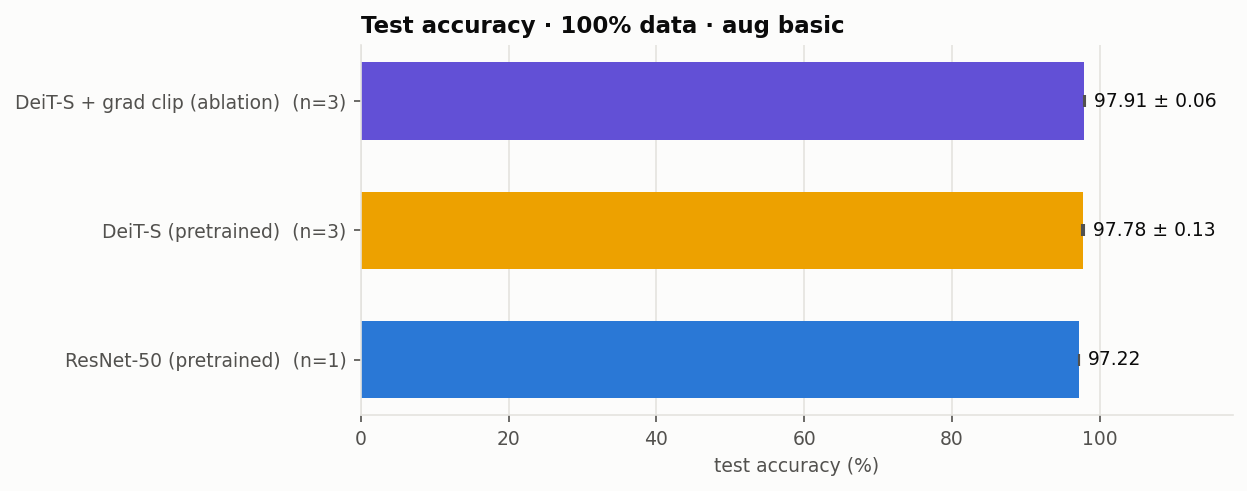 Test accuracy · 100% data · aug basic
DeiT-S + grad clip (ablation)  (n=3)
97.91 ± 0.06
DeiT-S (pretrained)  (n=3)
97.78 ± 0.13
ResNet-50 (pretrained)  (n=1)
97.22
0 20 40 60 80 100
test accuracy (%)